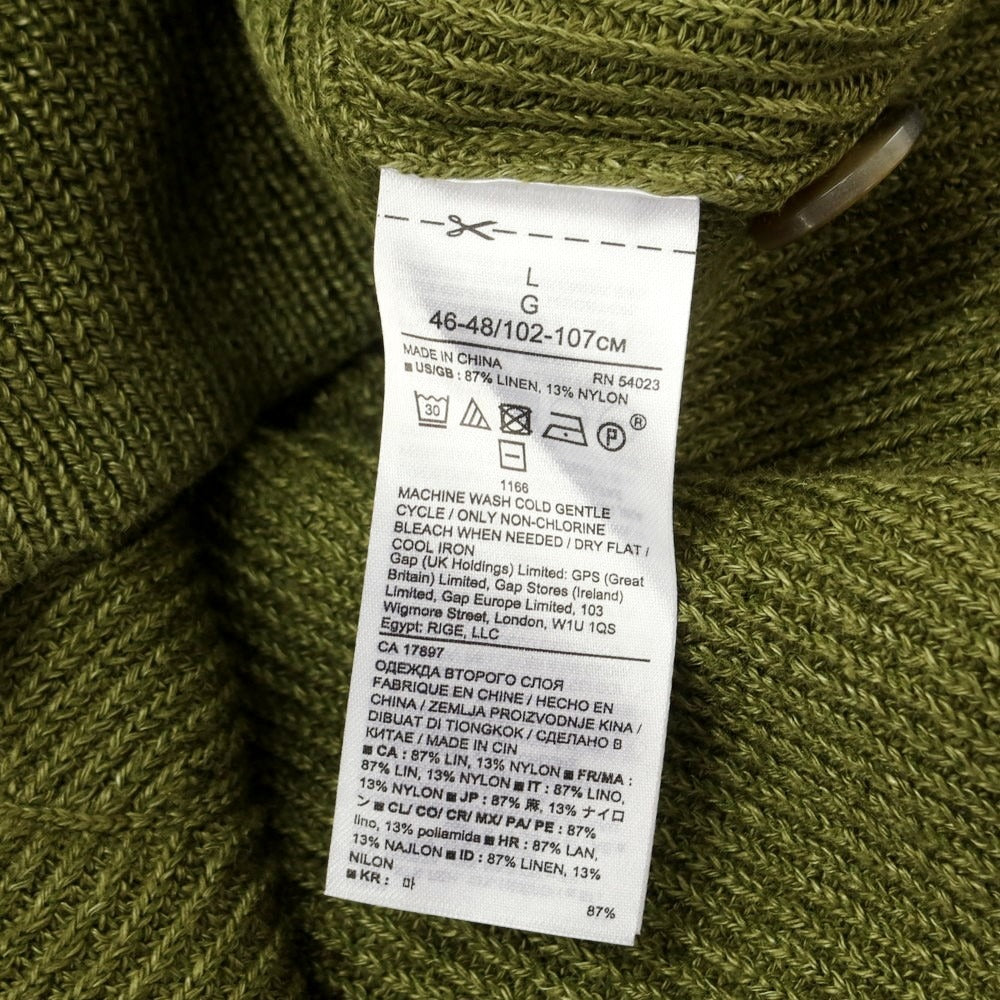 L
G
46-48/102-107CM
MADE IN CHINA RN 54023
■ US/GB : 87% LINEN, 13% NYLON
30 P ®
1166
MACHINE WASH COLD GENTLE
CYCLE / ONLY NON-CHLORINE
BLEACH WHEN NEEDED / DRY FLAT /
COOL IRON
Gap (UK Holdings) Limited: GPS (Great
Britain) Limited, Gap Stores (Ireland)
Limited, Gap Europe Limited, 103
Wigmore Street, London, W1U 1QS
Egypt: RIGE, LLC
CA 17897
ОДЕЖДА ВТОРОГО СЛОЯ
FABRIQUE EN CHINE / HECHO EN
CHINA / ZEMLJA PROIZVODNJE KINA /
DIBUAT DI TIONGKOK / СДЕЛАНО В
КИТАЕ / MADE IN CIN
■ CA : 87% LIN, 13% NYLON ■ FR/MA :
87% LIN, 13% NYLON ■ IT : 87% LINO,
13% NYLON ■ JP : 87% 麻, 13% ナイロ
ン ■ CL/ CO/ CR/ MX/ PA/ PE : 87%
lino, 13% poliamida ■ HR : 87% LAN,
13% NAJLON ■ ID : 87% LINEN, 13%
NILON
■ KR : 마 87%